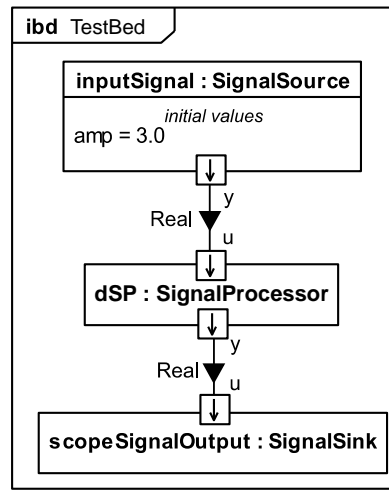 ibd TestBed
inputSignal : SignalSource
initial values
amp = 3.0
y
Real
u
dSP : SignalProcessor
y
Real
u
scopeSignalOutput : SignalSink